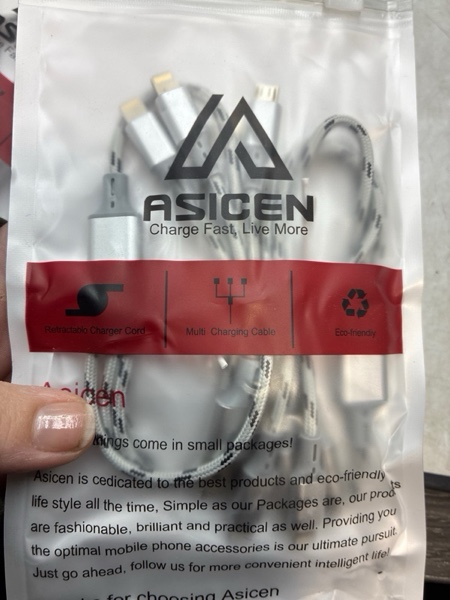 ASICEN
Charge Fast, Live More
Retractable Charger Cord
Multi Charging Cable
Eco-friendly
Asicen
things come in small packages!
Asicen is cedicated to the best products and eco-friendly
life style all the time, Simple as our Packages are, our products
are fashionable, brilliant and practical as well. Providing you
the optimal mobile phone accessories is our ultimate pursuit.
Just go ahead, follow us for more convenient intelligent life!
for choosing Asicen